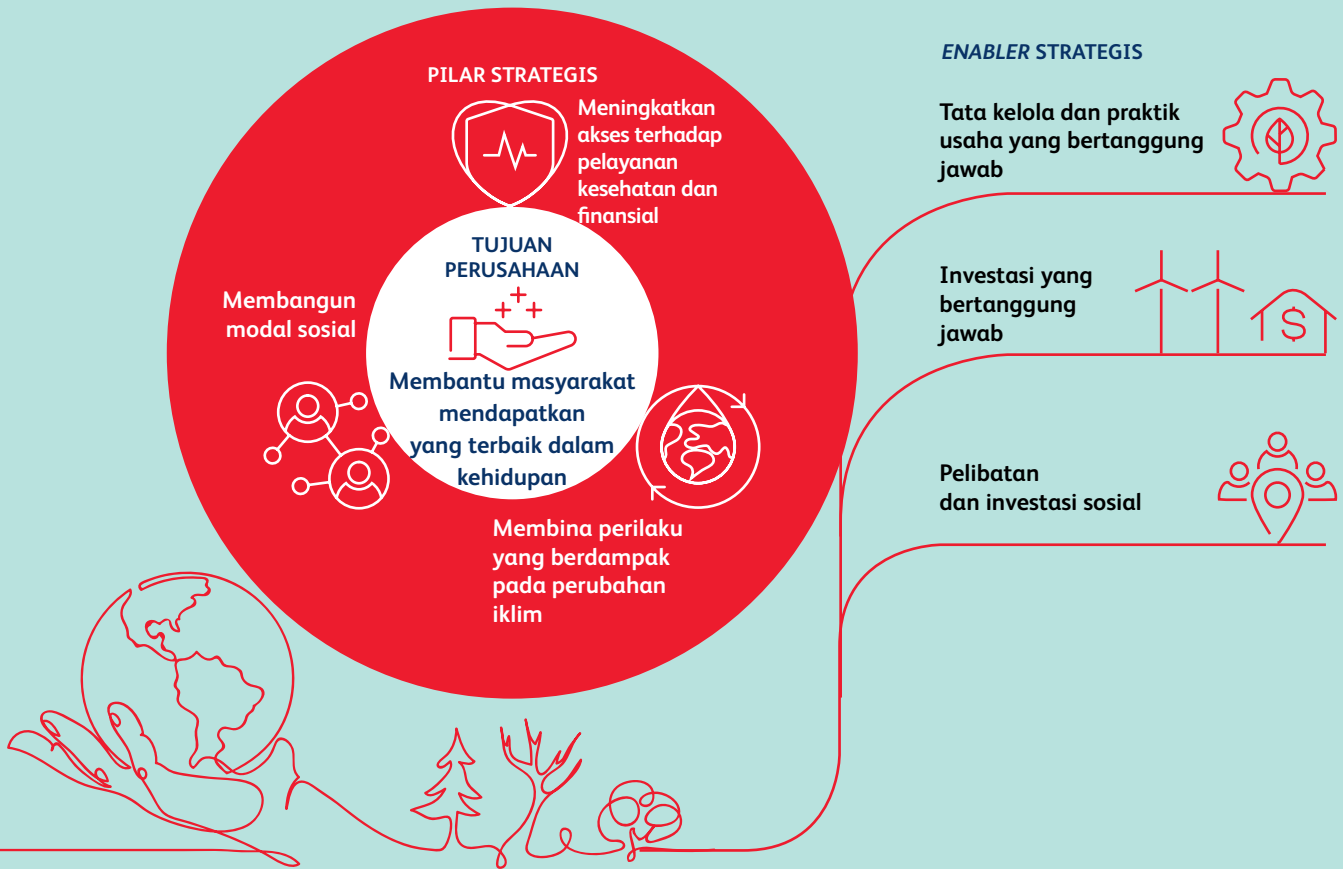 PILAR STRATEGIS
Meningkatkan
akses terhadap
pelayanan
kesehatan dan
finansial
TUJUAN
PERUSAHAAN
Membantu masyarakat
mendapatkan
yang terbaik dalam
kehidupan
Membangun
modal sosial
Membina perilaku
yang berdampak
pada perubahan
iklim
ENABLER STRATEGIS
Tata kelola dan praktik
usaha yang bertanggung
jawab
Investasi yang
bertanggung
jawab
$
Pelibatan
dan investasi sosial